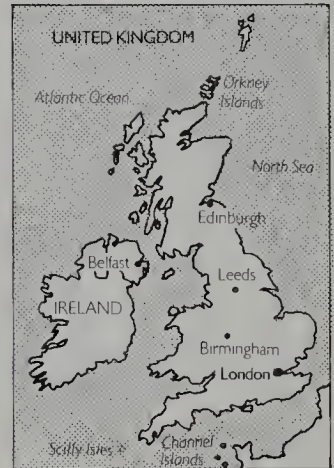 UNITED KINGDOM
Orkney
Islands
Atlantic Ocean
North Sea
Edinburgh
Belfast
Leeds
IRELAND
Birmingham
London
Scilly Isles
Channel
Islands